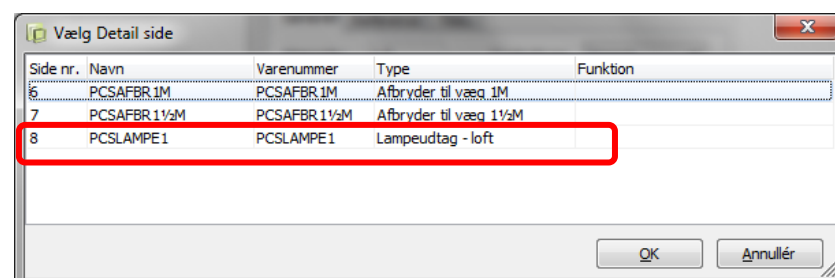 Vælg Detail side
Side nr. Navn Varenummer Type Funktion
6 PCSAFBR1M PCSAFBR1M Afbryder til væg 1M
7 PCSAFBR1½M PCSAFBR1½M Afbryder til væg 1½M
8 PCSLAMPE1 PCSLAMPE1 Lampeudtag - loft
OK Annullér